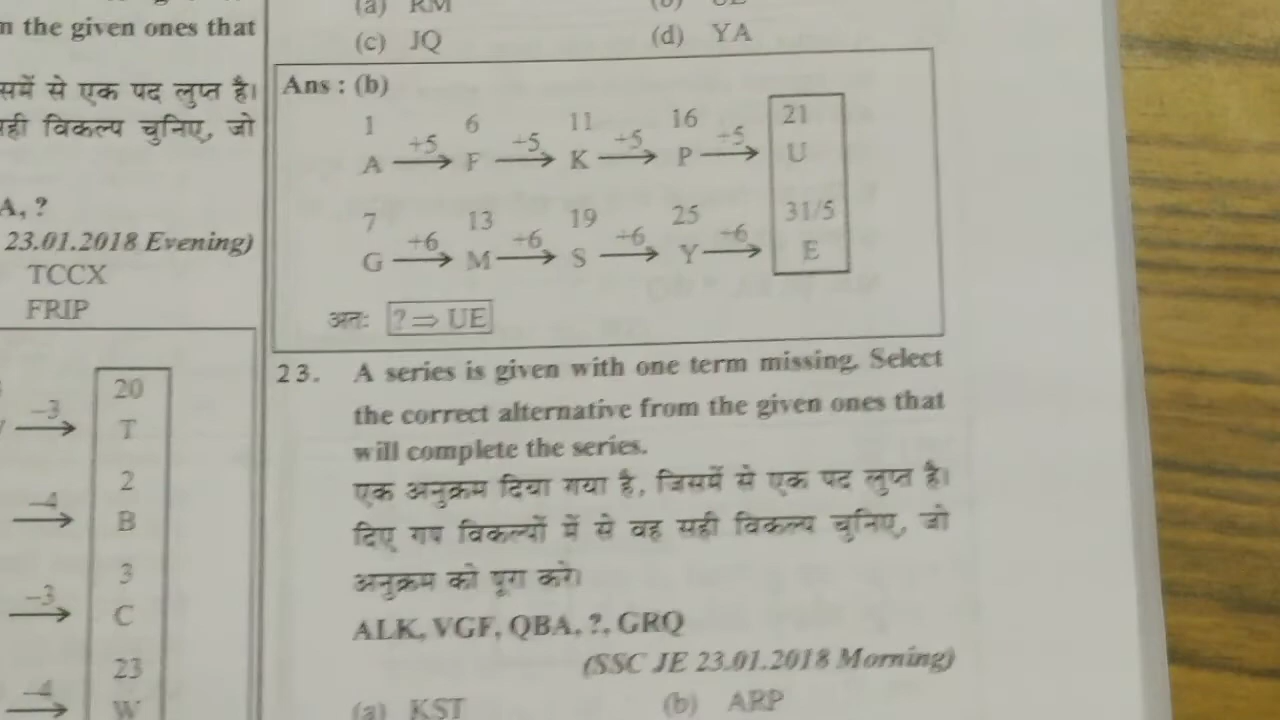 n the given ones that
समें से एक पद लुप्त है।
ही विकल्प चुनिए, जो
A, ?
23.01.2018 Evening)
TCCX
FRIP
20
−3
T
2
−4
B
3
−3
C
23
−4
W
(a) RM
(c) JQ (d) YA
Ans : (b)
1 6 11 16 21
A +5 F +5 K +5 P +5 U
7 13 19 25 31/5
G +6 M +6 S +6 Y +6 E
अतः ? ⇒ UE
23. A series is given with one term missing. Select
the correct alternative from the given ones that
will complete the series.
एक अनुक्रम दिया गया है, जिसमें से एक पद लुप्त है।
दिए गए विकल्पों में से वह सही विकल्प चुनिए, जो
अनुक्रम को पूरा करे।
ALK, VGF, QBA, ?, GRQ
(SSC JE 23.01.2018 Morning)
(a) KST (b) ARP